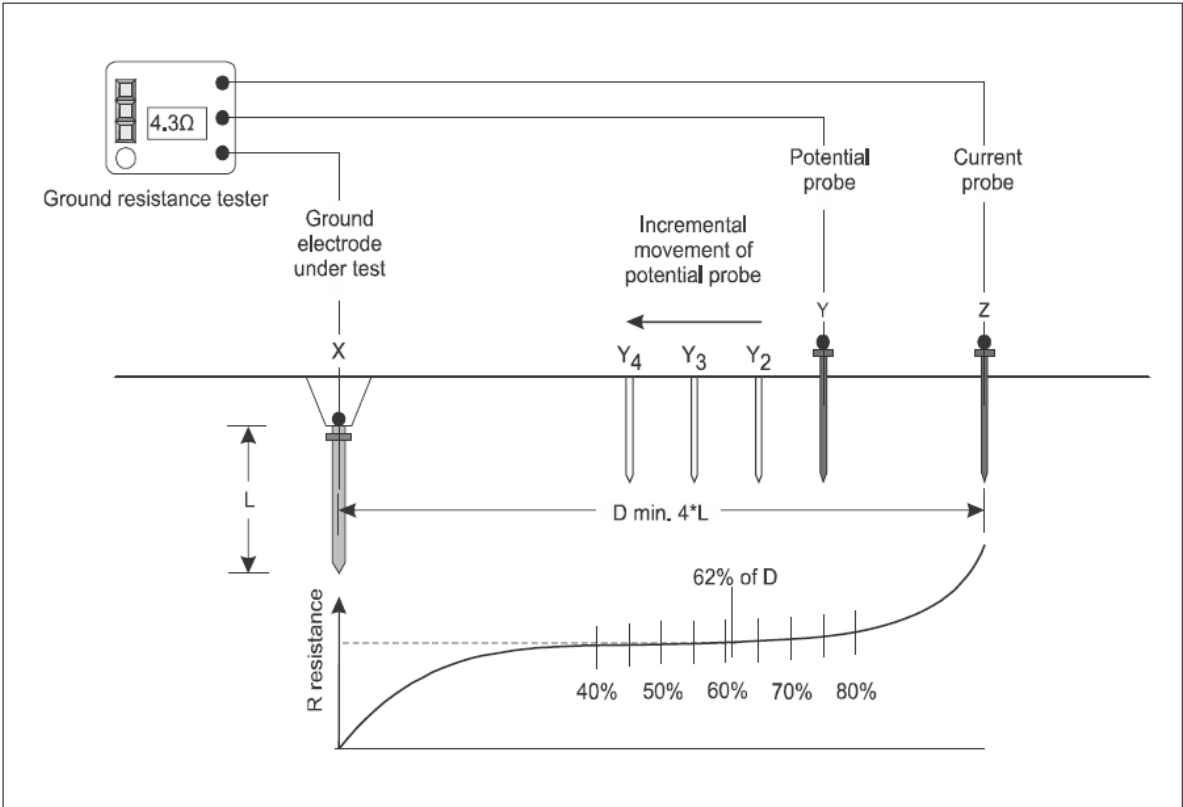 4.3Ω
Ground resistance tester
Ground
electrode
under test
Incremental
movement of
potential probe
Potential
probe
Current
probe
X
Y4
Y3
Y2
Y
Z
L
D min. 4*L
62% of D
R resistance
40%
50%
60%
70%
80%